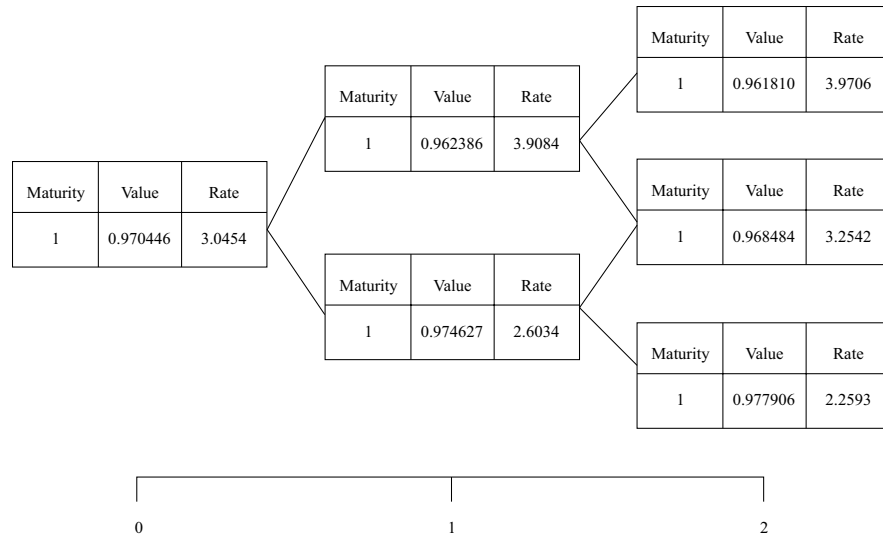 Maturity Value Rate
1 0.961810 3.9706
Maturity Value Rate
1 0.962386 3.9084
Maturity Value Rate
1 0.970446 3.0454
Maturity Value Rate
1 0.968484 3.2542
Maturity Value Rate
1 0.974627 2.6034
Maturity Value Rate
1 0.977906 2.2593
0 1 2